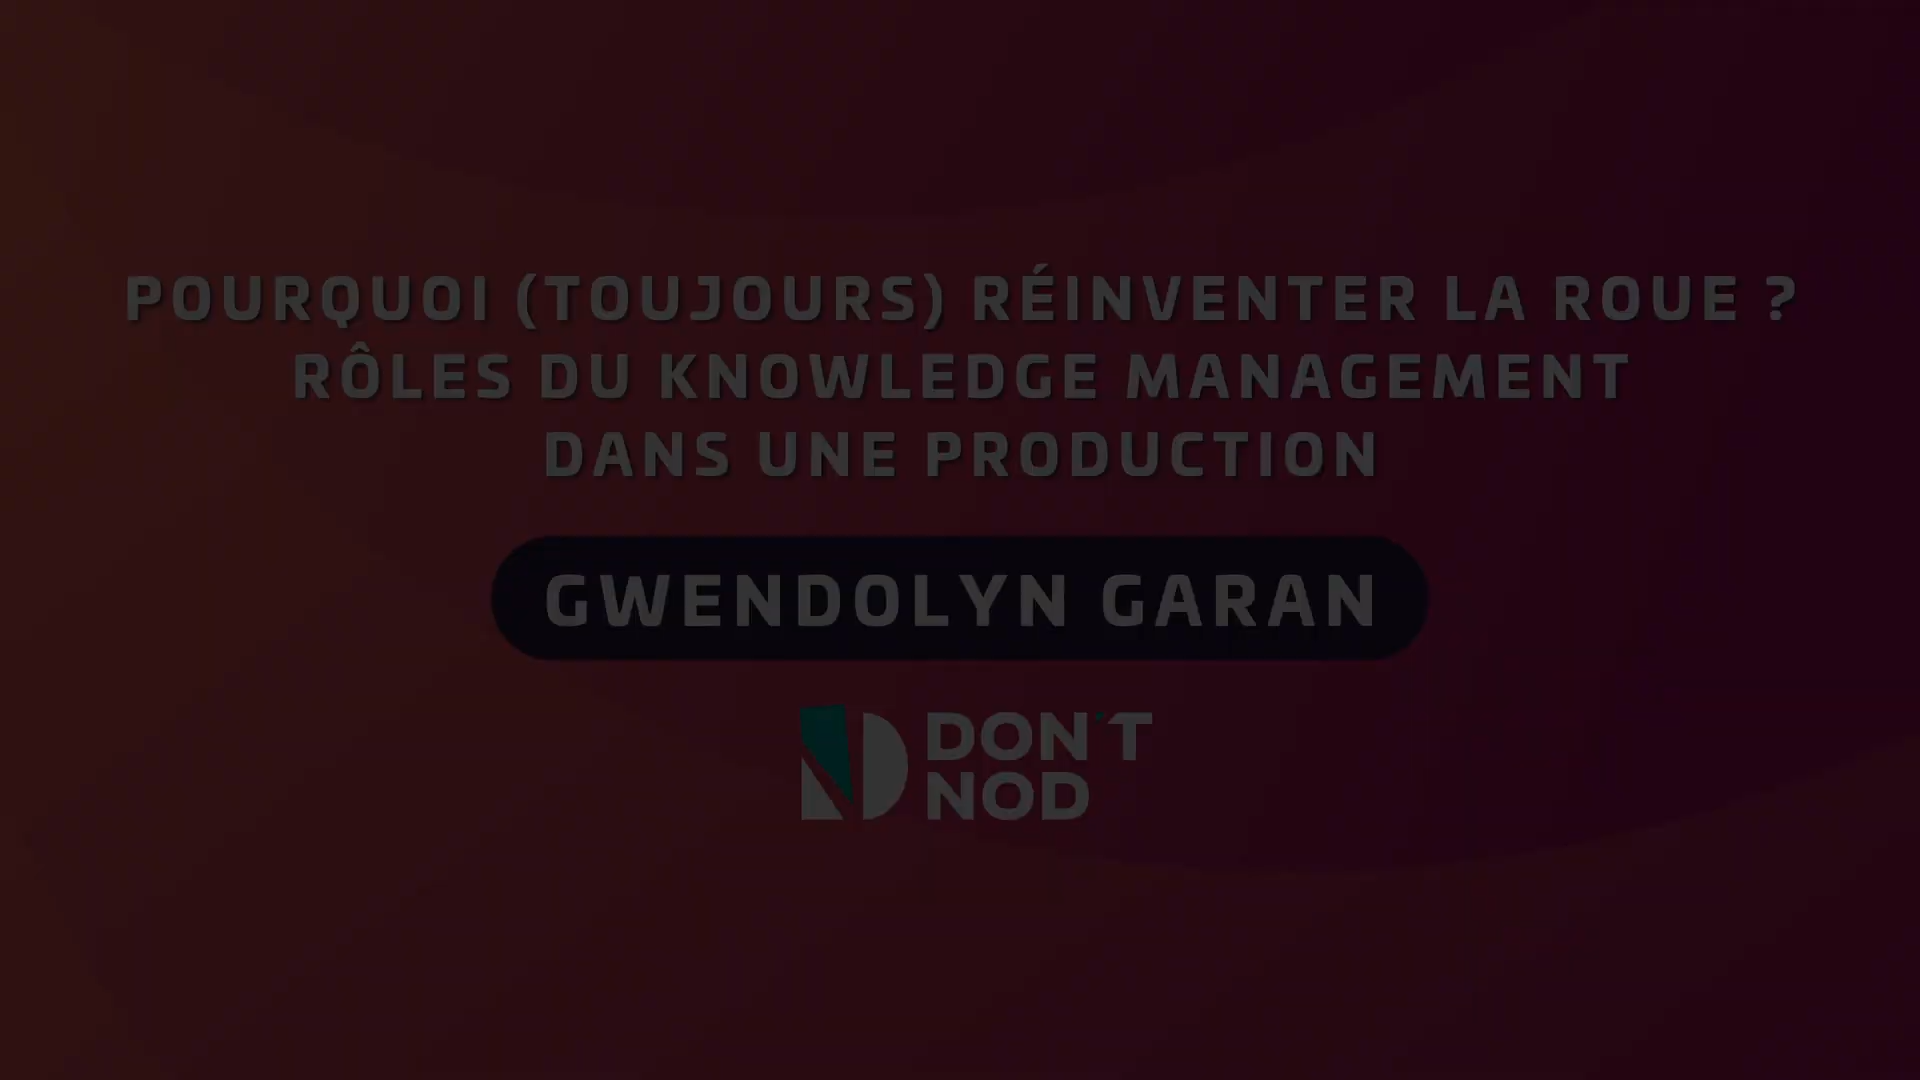 POURQUOI (TOUJOURS) RÉINVENTER LA ROUE ?
RÔLES DU KNOWLEDGE MANAGEMENT
DANS UNE PRODUCTION
GWENDOLYN GARAN
DON'T
NOD